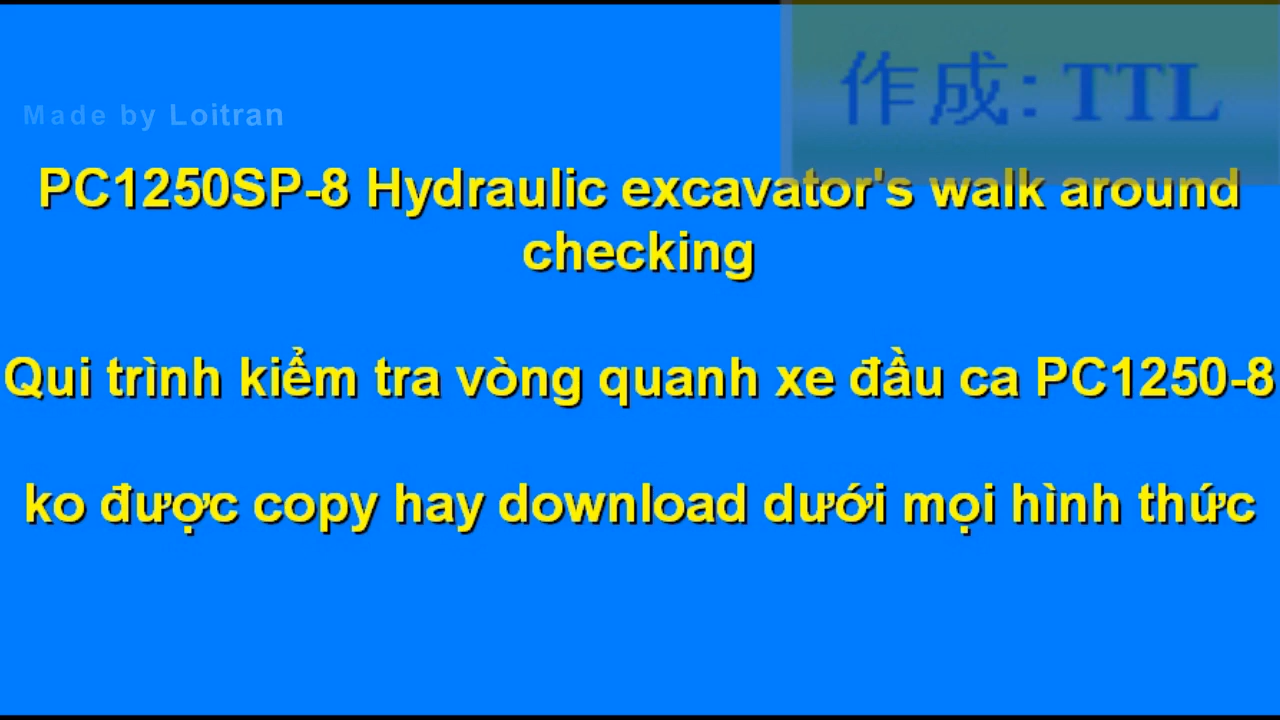 作成: TTL
Made by Loitran
PC1250SP-8 Hydraulic excavator's walk around
checking
Qui trình kiểm tra vòng quanh xe đầu ca PC1250-8
ko được copy hay download dưới mọi hình thức